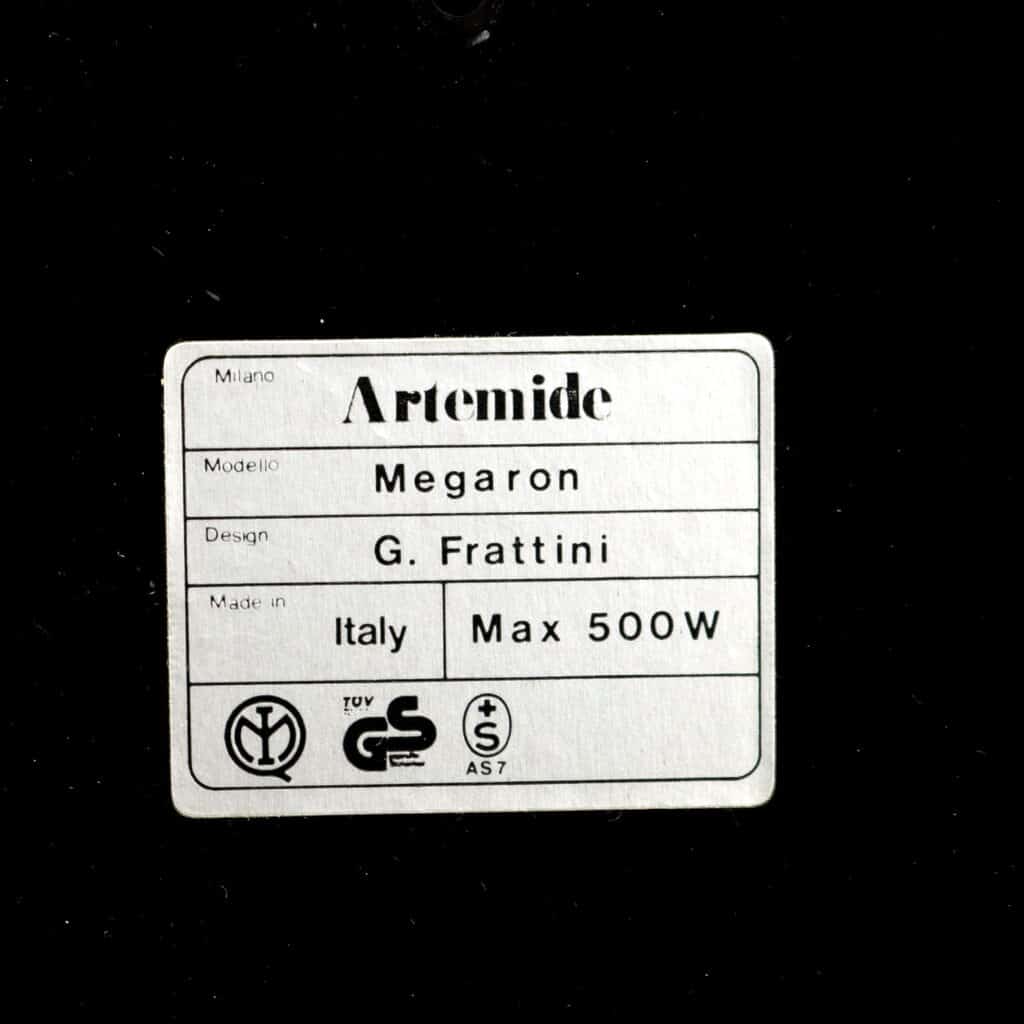 Milano Artemide
Modello Megaron
Design G. Frattini
Made in Italy Max 500W
TÜV GS +S
AS7